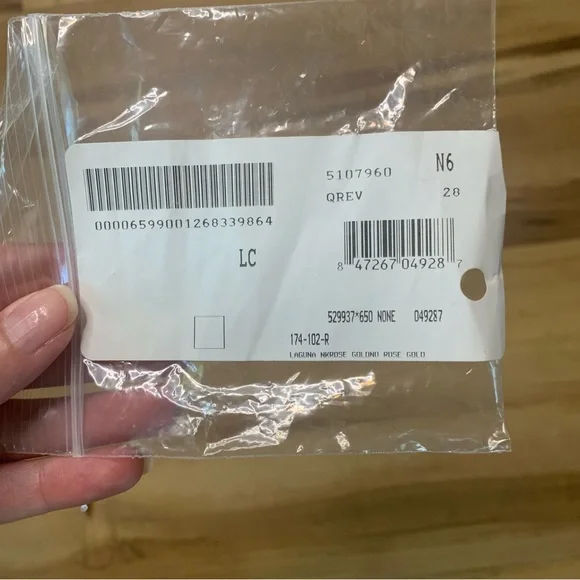 00006599001268339864
LC
5107960 N6
QREV 28
8 47267 04928 7
529937*650 NONE 049287
174-102-R
LAGUNA NKROSE GOLDNO ROSE GOLD